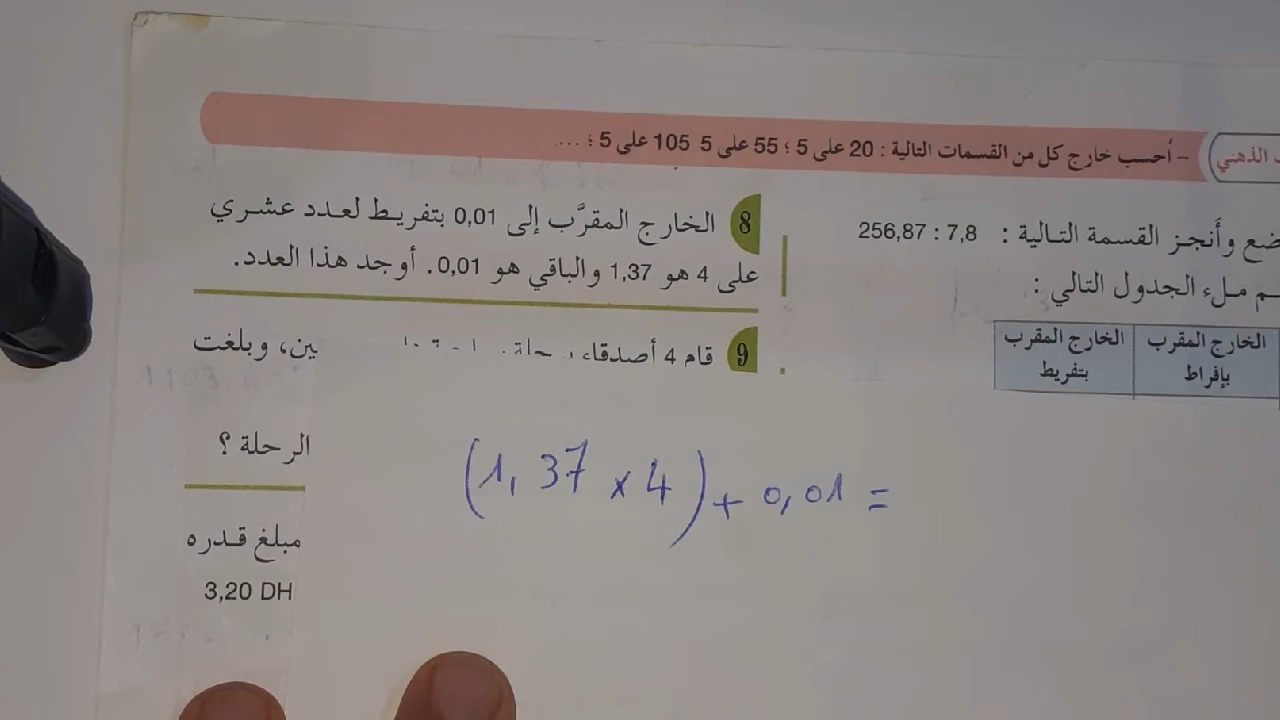 الذهني
– أحسب خارج كل من القسمات التالية : 20 على 5 ؛ 55 على 5 105 على 5 ؛ ...
وأنجز القسمة التالية : 7,8 : 256,87
ملء الجدول التالي :
الخارج المقرب بإفراط
الخارج المقرب بتفريط
8 الخارج المقرَّب إلى 0,01 بتفريط لعدد عشري
على 4 هو 1,37 والباقي هو 0,01. أوجد هذا العدد.
9 قام 4 أصدقاء وبلغت
الرحلة ؟
مبلغ قدره
3,20 DH
(1,37 x 4) + 0,01 =